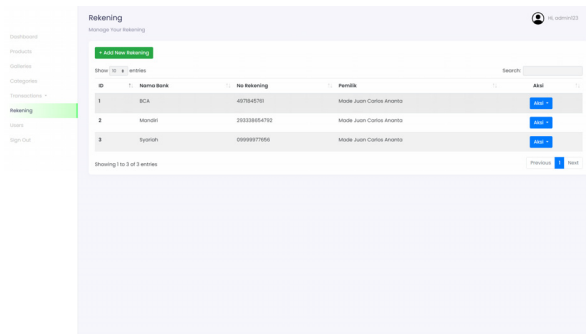 Rekening
Hi, admin123
Manage Your Rekening
Dashboard
Products
Galleries
Categories
Transactions
Rekening
Users
Sign Out
+ Add New Rekening
Show 10 entries
Search:
ID Nama Bank No Rekening Pemilik Aksi
1 BCA 4971845761 Made Juan Carlos Ananta Aksi
2 Mandiri 293338654792 Made Juan Carlos Ananta Aksi
3 Syariah 09998977656 Made Juan Carlos Ananta Aksi
Showing 1 to 3 of 3 entries
Previous 1 Next